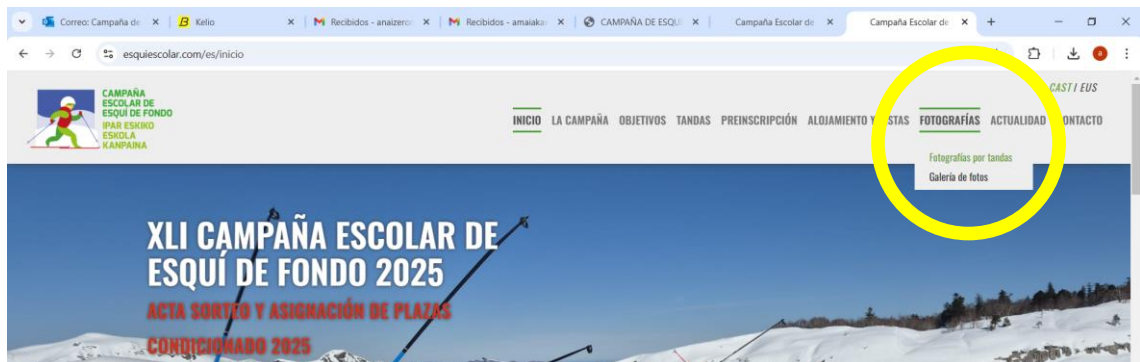 Correo: Campaña de
Kelio
Recibidos - anaizeror
Recibidos - amaiaka
CAMPAÑA DE ESQU
Campaña Escolar de
Campaña Escolar de
esquiescolar.com/es/inicio
CAST / EUS
CAMPAÑA
ESCOLAR DE
ESQUÍ DE FONDO
IPAR ESKIKO
ESKOLA
KANPAINA
INICIO LA CAMPAÑA OBJETIVOS TANDAS PREINSCRIPCIÓN ALOJAMIENTO Y FOTOGRAFÍAS ACTUALIDAD CONTACTO
Fotografías por tandas
Galería de fotos
XLI CAMPAÑA ESCOLAR DE
ESQUÍ DE FONDO 2025
ACTA SORTEO Y ASIGNACIÓN DE PLAZAS
CONDICIONADO 2025